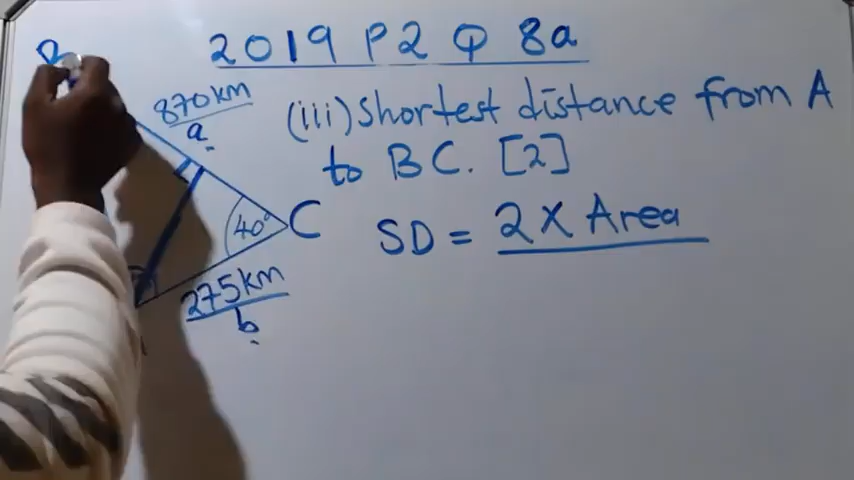 2019 P2 Q 8a
B
870km
a
(iii) Shortest distance from A
to BC. [2]
40°
C
SD = 2 X Area
275km
b